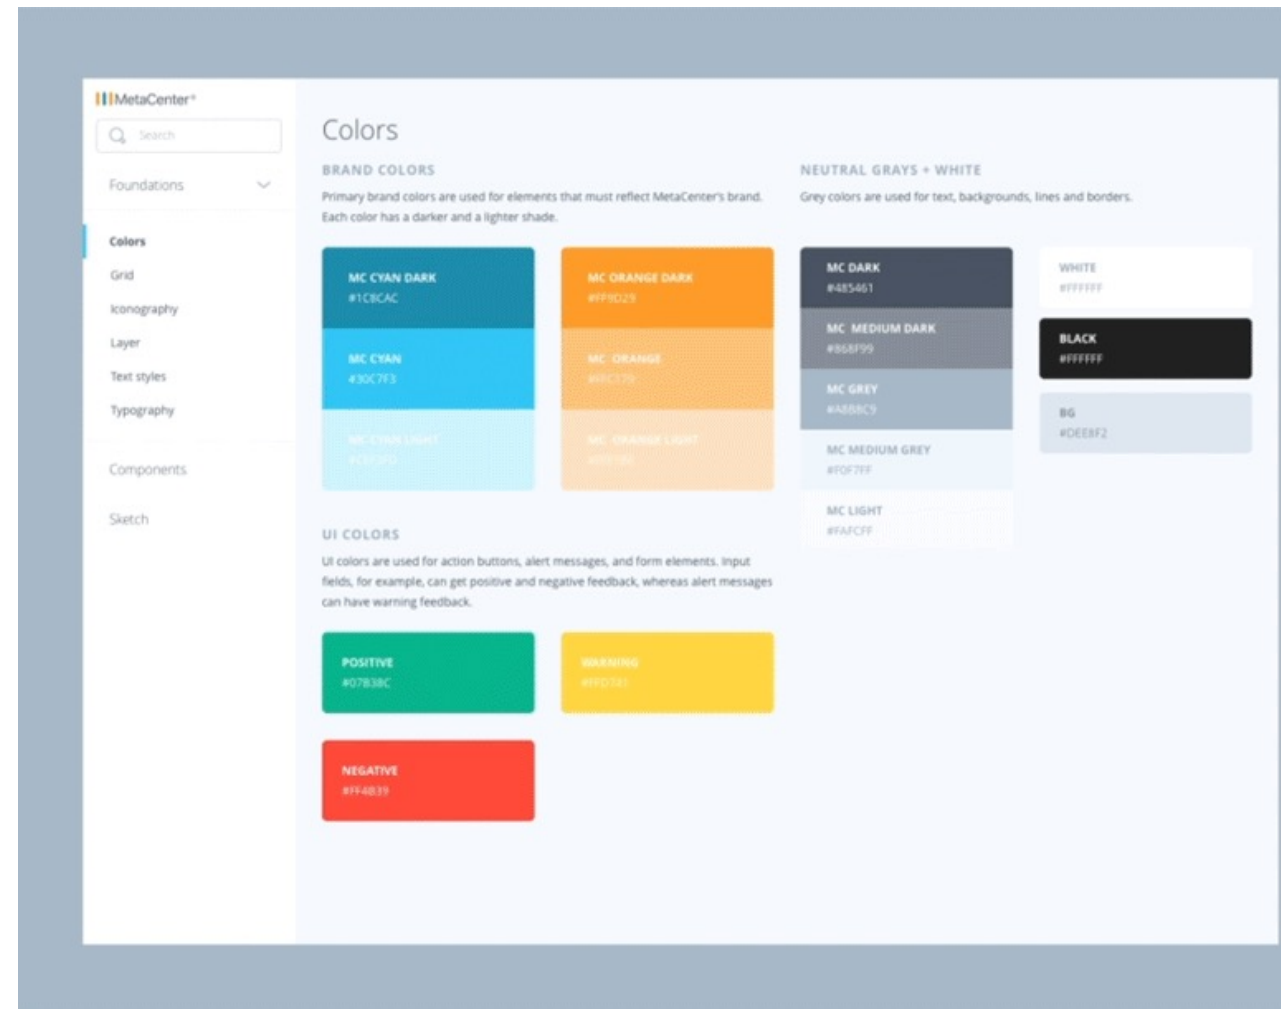 MetaCenter®
Search
Foundations
Colors
Grid
Iconography
Layer
Text styles
Typography
Components
Sketch
Colors
BRAND COLORS
Primary brand colors are used for elements that must reflect MetaCenter's brand.
Each color has a darker and a lighter shade.
MC CYAN DARK
#1C8CAC
MC CYAN
#30C7F3
MC CYAN LIGHT
MC ORANGE DARK
#FF9D29
MC ORANGE
MC ORANGE LIGHT
UI COLORS
UI colors are used for action buttons, alert messages, and form elements. Input
fields, for example, can get positive and negative feedback, whereas alert messages
can have warning feedback.
POSITIVE
#07B38C
WARNING
NEGATIVE
#FF4B39
NEUTRAL GRAYS + WHITE
Grey colors are used for text, backgrounds, lines and borders.
MC DARK
#485461
MC MEDIUM DARK
#868F99
MC GREY
#A8B8C9
MC MEDIUM GREY
#F0F7FF
MC LIGHT
#FAFCFF
WHITE
#FFFFFF
BLACK
#FFFFFF
BG
#DEE8F2